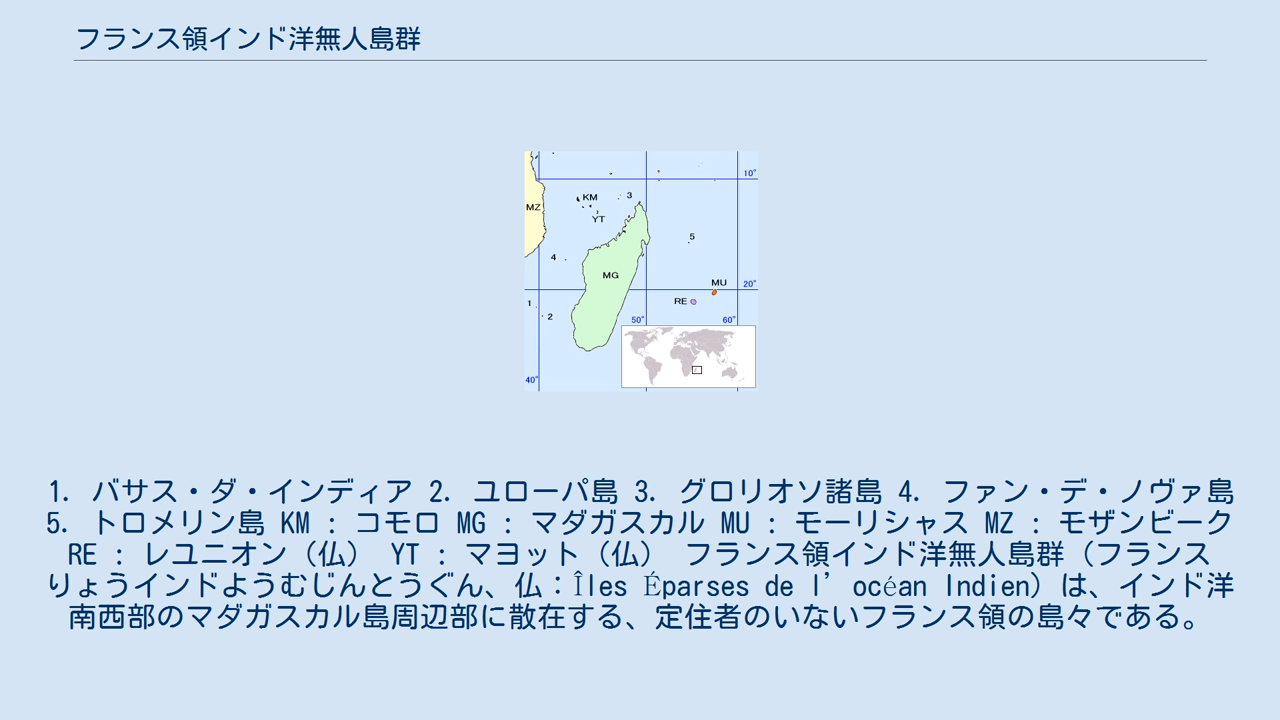 フランス領インド洋無人島群
10°
KM
3
MZ
YT
5
4
MG
MU
20°
RE
1
2
50°
60°
40°
1. バサス・ダ・インディア 2. ユローパ島 3. グロリオソ諸島 4. ファン・デ・ノヴァ島
5. トロメリン島 KM : コモロ MG : マダガスカル MU : モーリシャス MZ : モザンビーク
RE : レユニオン（仏） YT : マヨット（仏） フランス領インド洋無人島群（フランス
りょうインドようむじんとうぐん、仏：Îles Éparses de l’océan Indien）は、インド洋
南西部のマダガスカル島周辺部に散在する、定住者のいないフランス領の島々である。